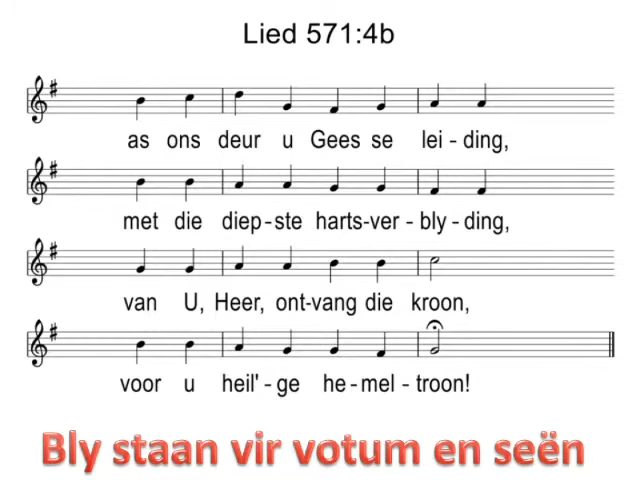 Lied 571:4b
as ons deur u Gees se lei - ding,
met die diep-ste harts-ver - bly - ding,
van U, Heer, ont-vang die kroon,
voor u heil'-ge he-mel-troon!
Bly staan vir votum en seën